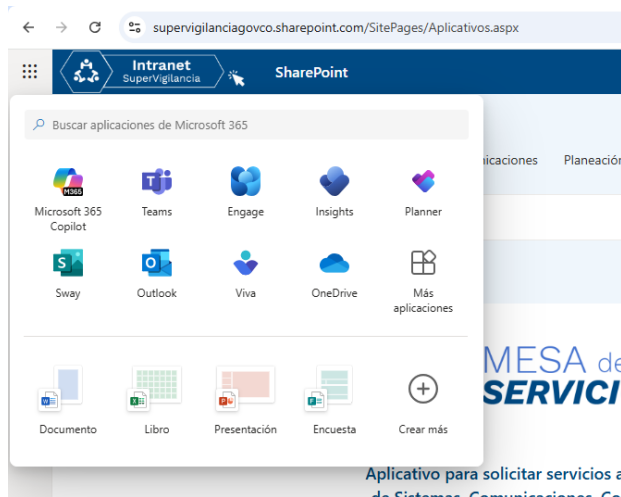 supervigilanciagovco.sharepoint.com/SitePages/Aplicativos.aspx
Intranet
SuperVigilancia
SharePoint
Buscar aplicaciones de Microsoft 365
icaciones Planeación
M365
Microsoft 365
Copilot
Teams
Engage
Insights
Planner
Sway
Outlook
Viva
OneDrive
Más
aplicaciones
MESA de
SERVICI
Documento
Libro
Presentación
Encuesta
Crear más
Aplicativo para solicitar servicios a
de Sistemas, Comunicaciones, Co